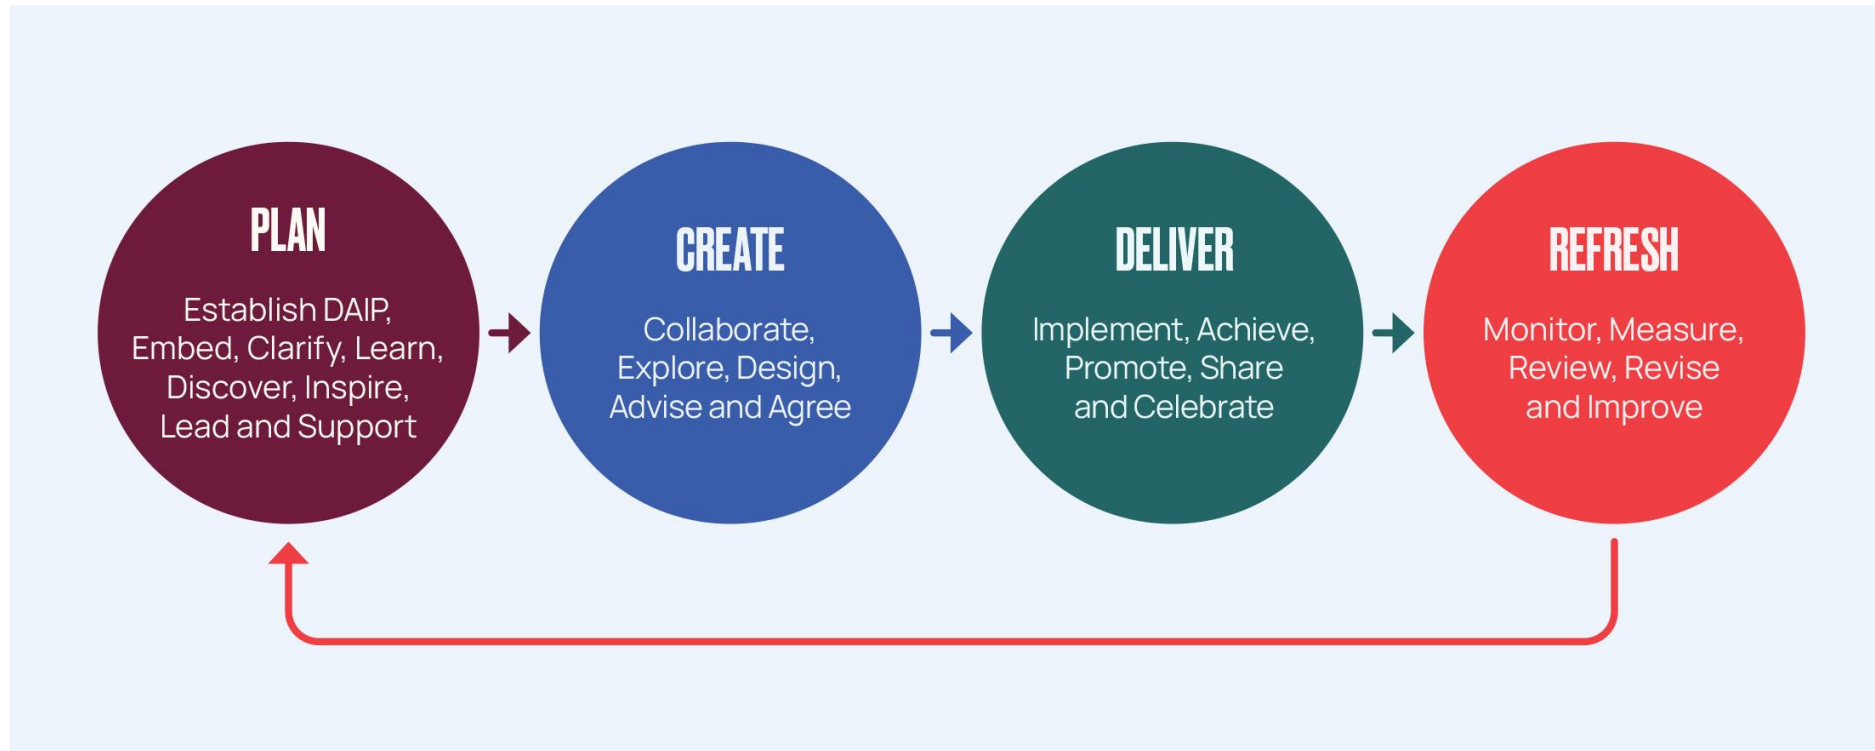 PLAN
Establish DAIP,
Embed, Clarify, Learn,
Discover, Inspire,
Lead and Support
CREATE
Collaborate,
Explore, Design,
Advise and Agree
DELIVER
Implement, Achieve,
Promote, Share
and Celebrate
REFRESH
Monitor, Measure,
Review, Revise
and Improve